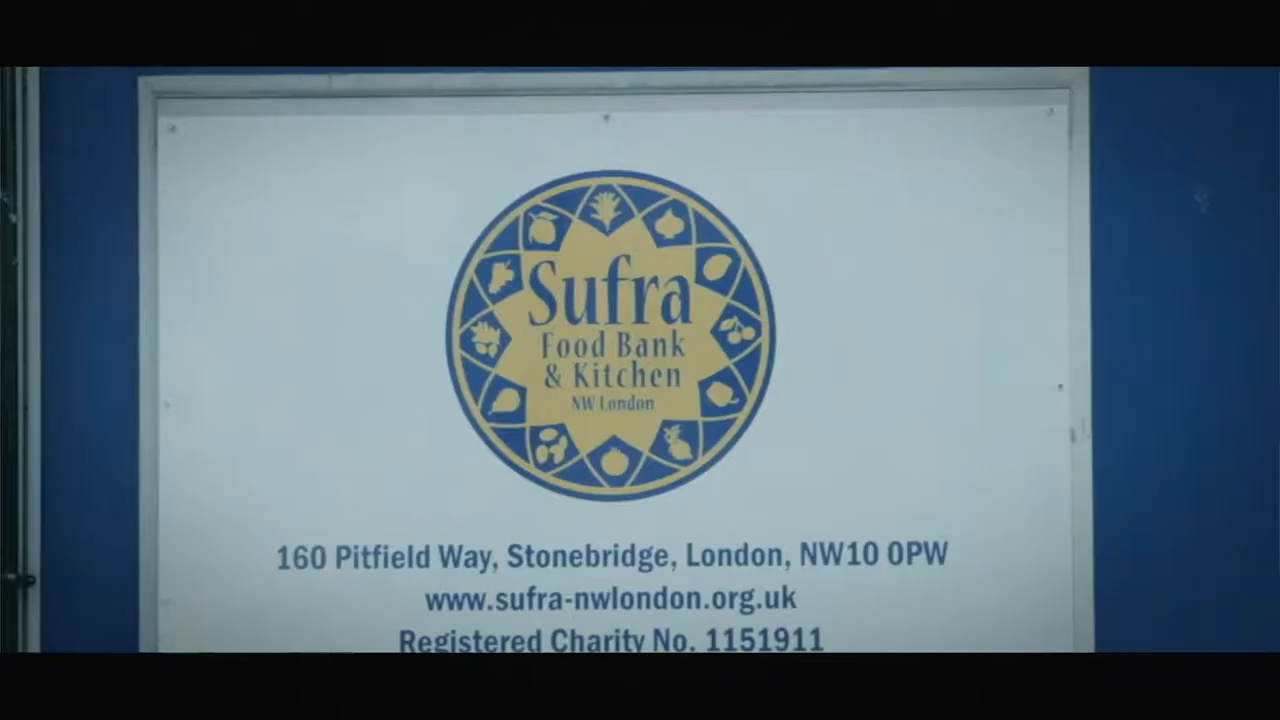 Sufra
Food Bank
& Kitchen
NW London
160 Pitfield Way, Stonebridge, London, NW10 0PW
www.sufra-nwlondon.org.uk
Registered Charity No. 1151911